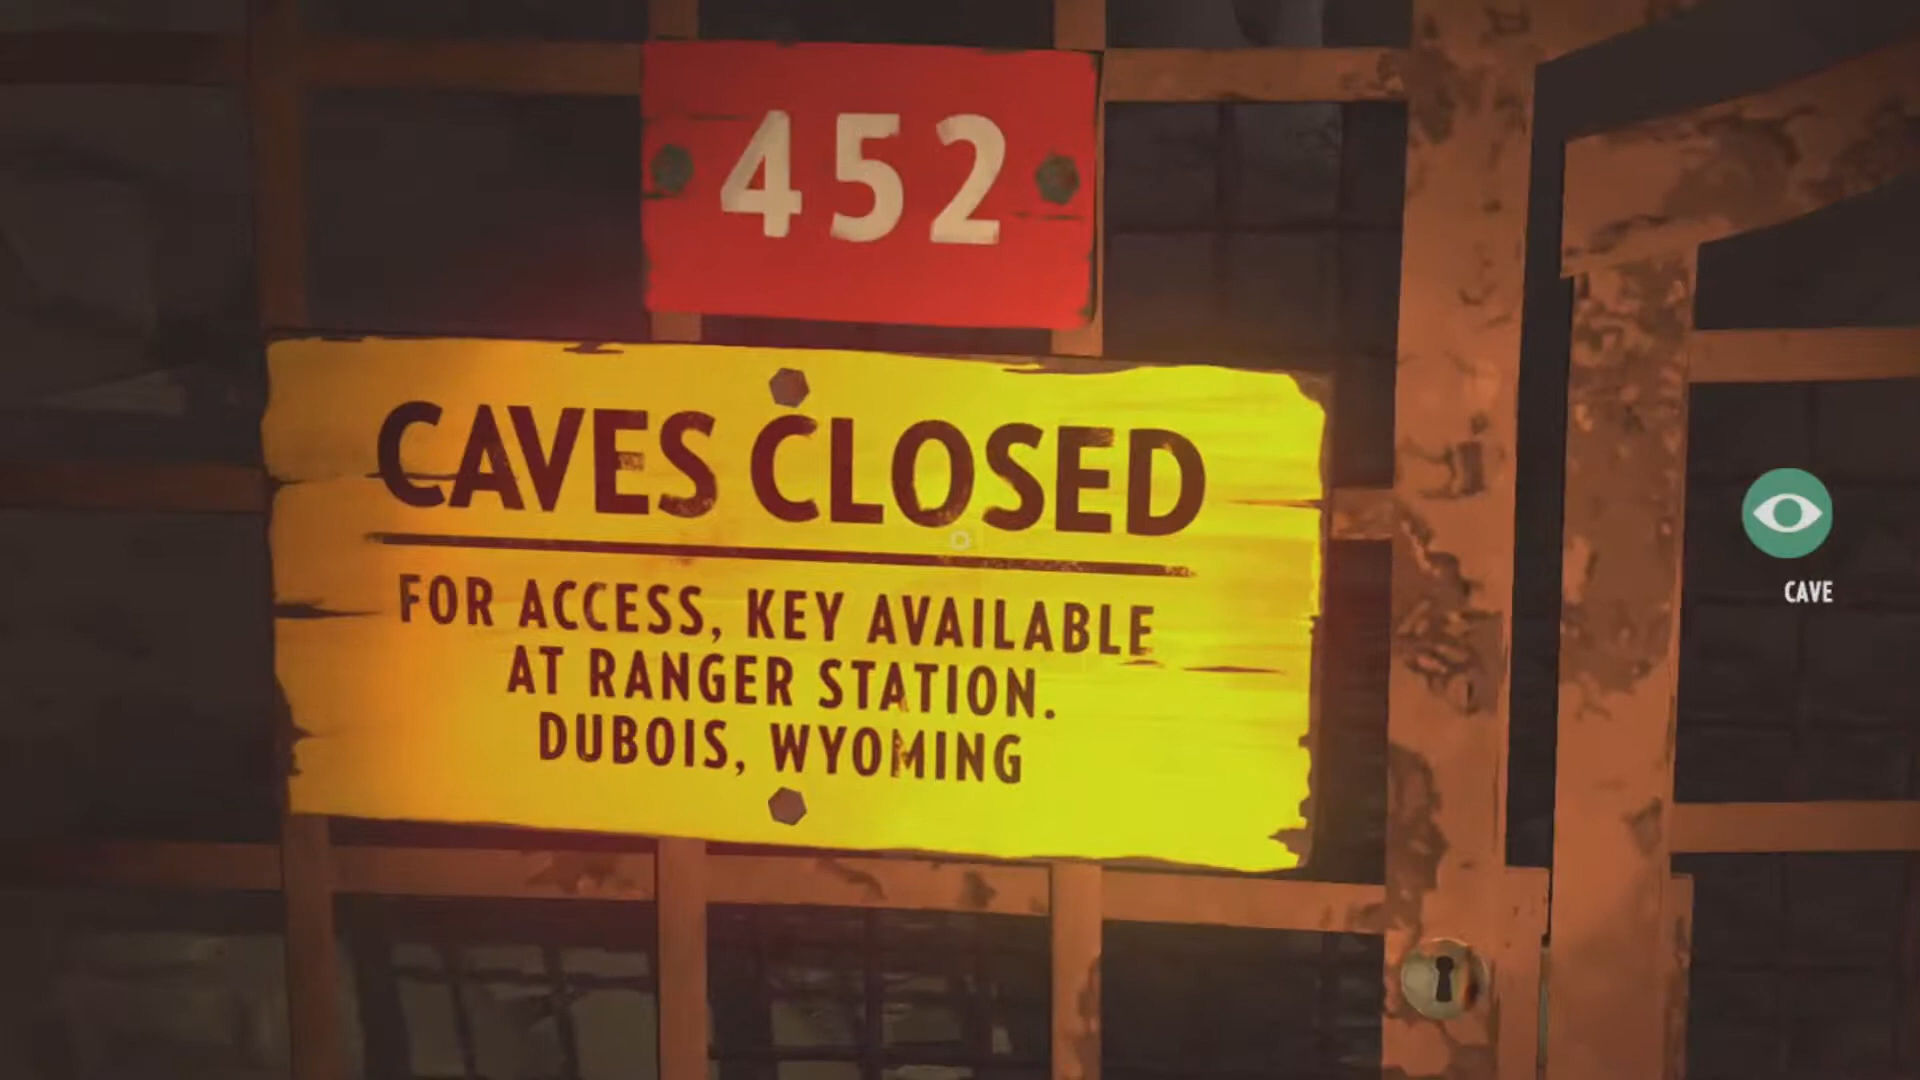 452
CAVES CLOSED
FOR ACCESS, KEY AVAILABLE
AT RANGER STATION.
DUBOIS, WYOMING
CAVE